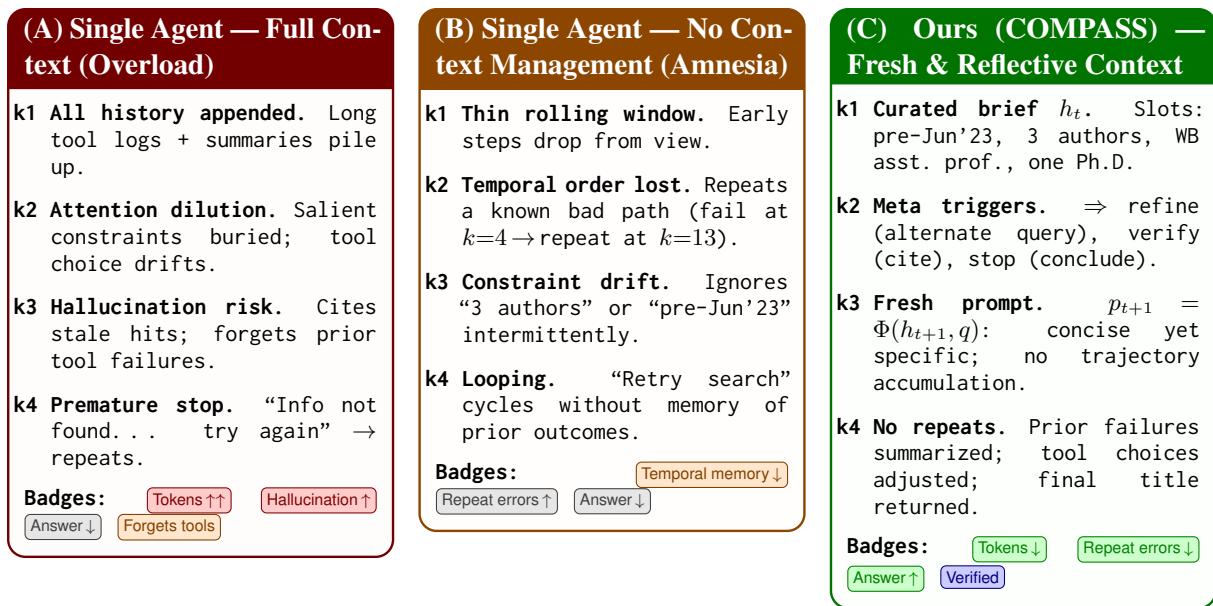 (A) Single Agent — Full Con-
text (Overload)
k1 All history appended. Long
tool logs + summaries pile
up.
k2 Attention dilution. Salient
constraints buried; tool
choice drifts.
k3 Hallucination risk. Cites
stale hits; forgets prior
tool failures.
k4 Premature stop. “Info not
found... try again” →
repeats.
Badges: Tokens ↑↑ Hallucination ↑
Answer ↓ Forgets tools
(B) Single Agent — No Con-
text Management (Amnesia)
k1 Thin rolling window. Early
steps drop from view.
k2 Temporal order lost. Repeats
a known bad path (fail at
k=4 → repeat at k=13).
k3 Constraint drift. Ignores
“3 authors” or “pre-Jun’23”
intermittently.
k4 Looping. “Retry search”
cycles without memory of
prior outcomes.
Badges: Temporal memory ↓
Repeat errors ↑ Answer ↓
(C) Ours (COMPASS) —
Fresh & Reflective Context
k1 Curated brief h_t. Slots:
pre-Jun’23, 3 authors, WB
asst. prof., one Ph.D.
k2 Meta triggers. ⇒ refine
(alternate query), verify
(cite), stop (conclude).
k3 Fresh prompt. p_{t+1} =
Φ(h_{t+1}, q): concise yet
specific; no trajectory
accumulation.
k4 No repeats. Prior failures
summarized; tool choices
adjusted; final title
returned.
Badges: Tokens ↓ Repeat errors ↓
Answer ↑ Verified